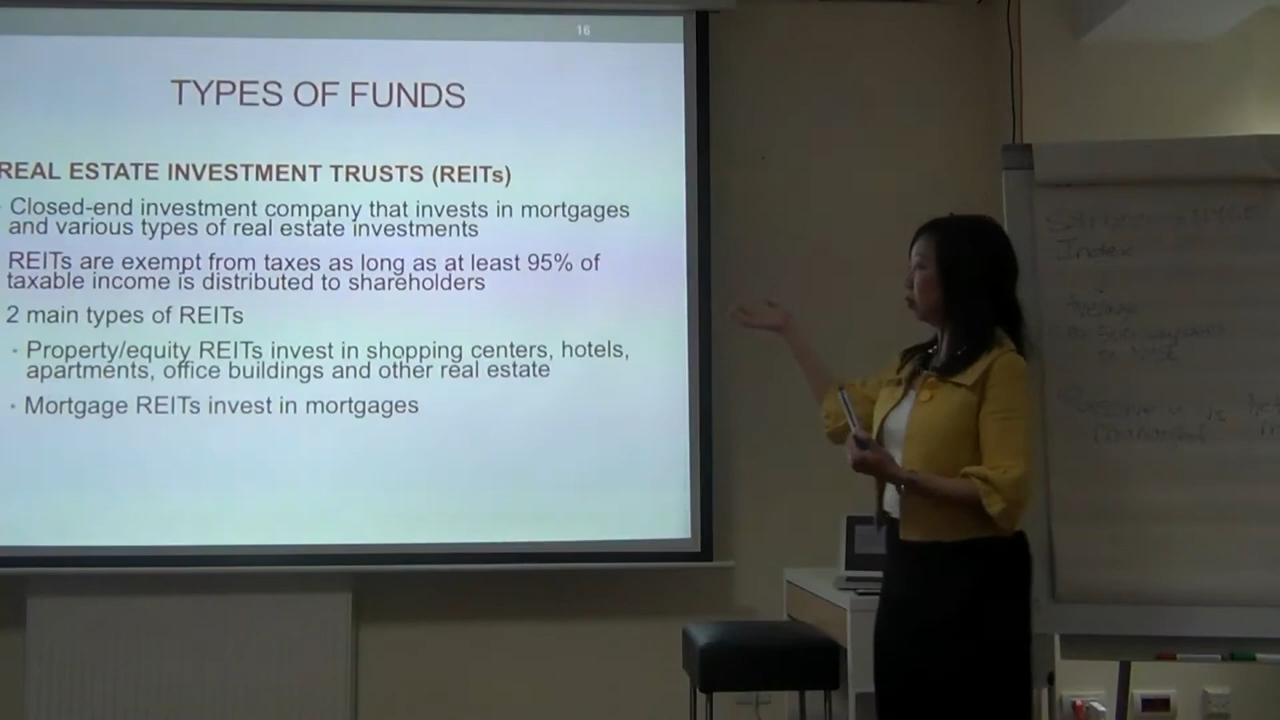 16
TYPES OF FUNDS
REAL ESTATE INVESTMENT TRUSTS (REITs)
Closed-end investment company that invests in mortgages
and various types of real estate investments
REITs are exempt from taxes as long as at least 95% of
taxable income is distributed to shareholders
2 main types of REITs
• Property/equity REITs invest in shopping centers, hotels,
apartments, office buildings and other real estate
• Mortgage REITs invest in mortgages
Index
Average